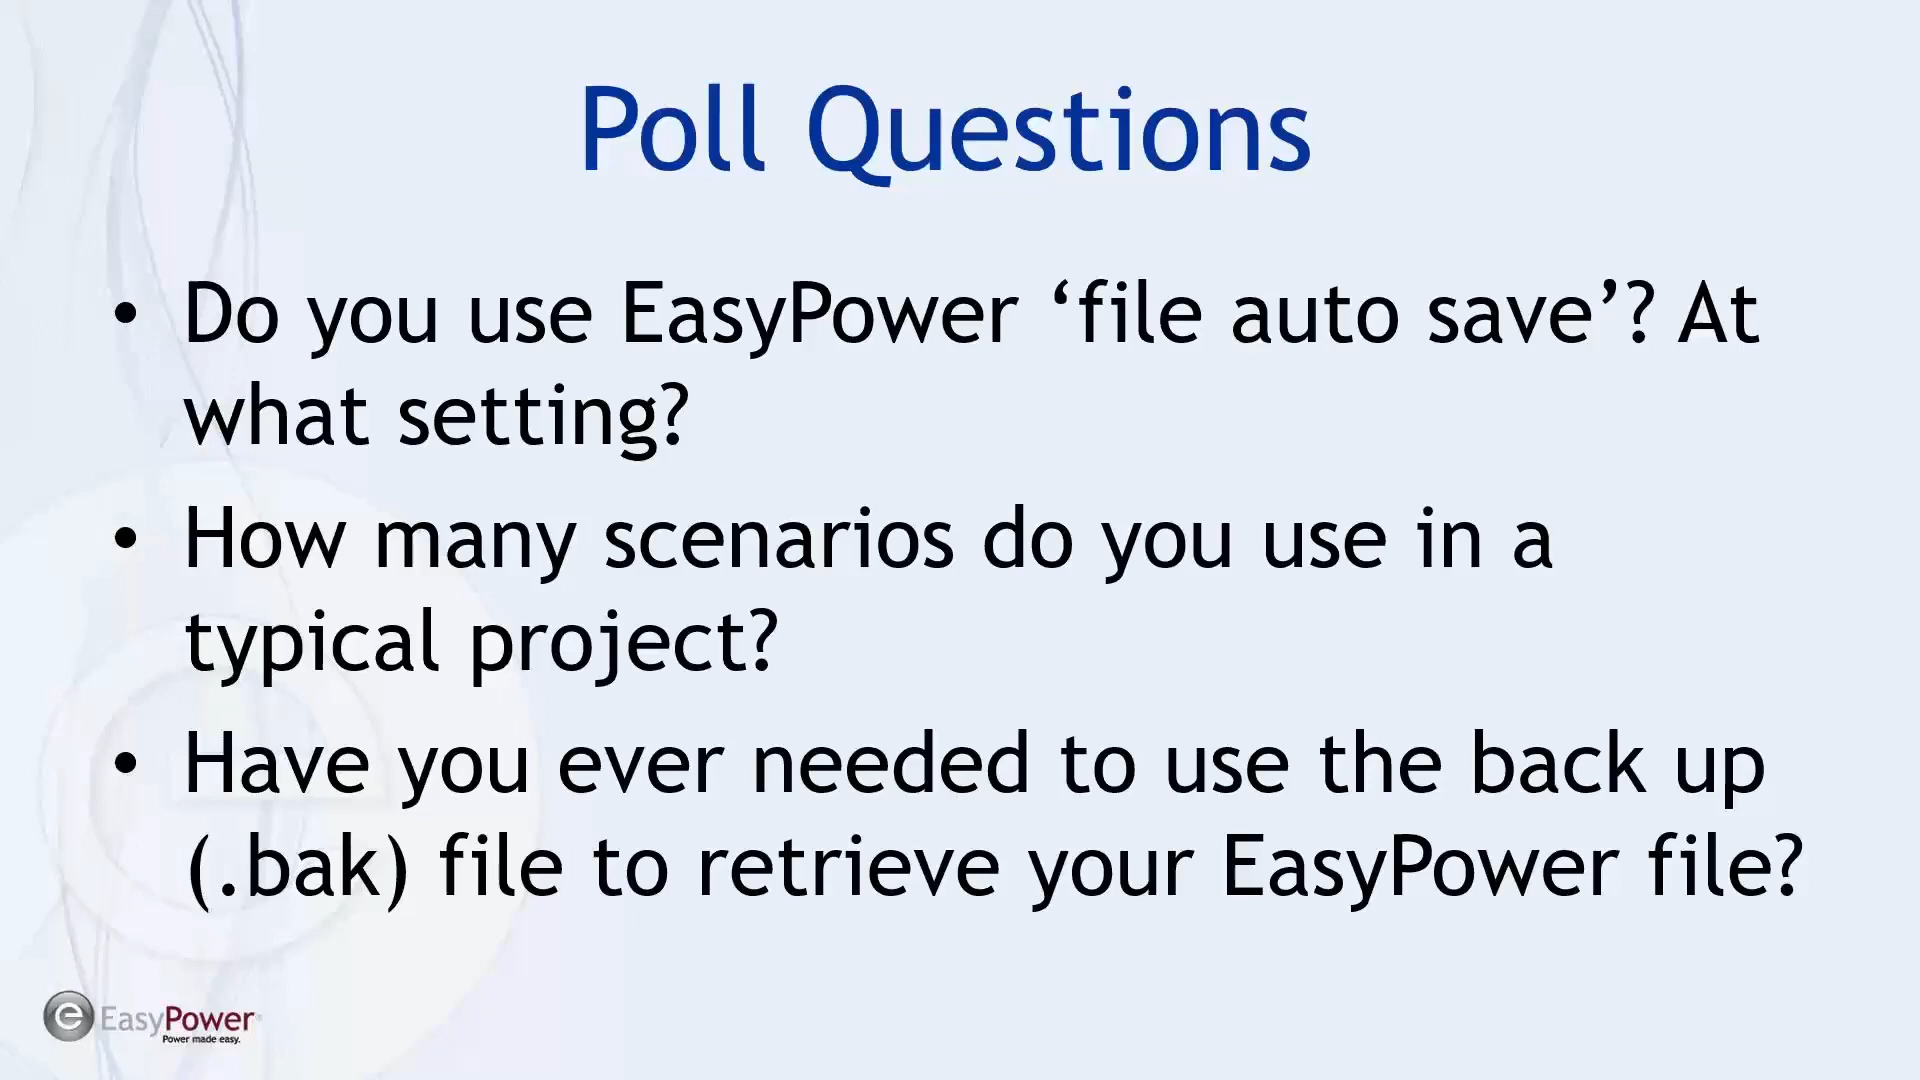 Poll Questions
• Do you use EasyPower ‘file auto save’? At
what setting?
• How many scenarios do you use in a
typical project?
• Have you ever needed to use the back up
(.bak) file to retrieve your EasyPower file?
e EasyPower
Power made easy.